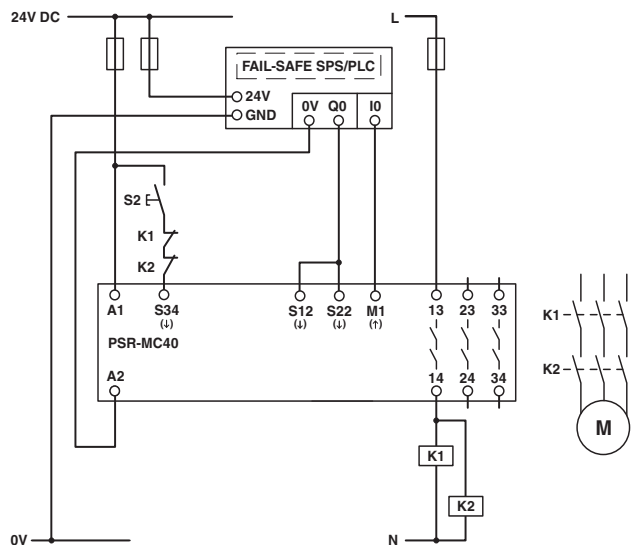 24V DC
L
FAIL-SAFE SPS/PLC
24V
GND
0V Q0 I0
S2
K1
K2
A1 S34 S12 S22 M1 13 23 33
(↓) (↓) (↓) (↑)
PSR-MC40
A2 14 24 34
K1
K2
M
K1
K2
0V N